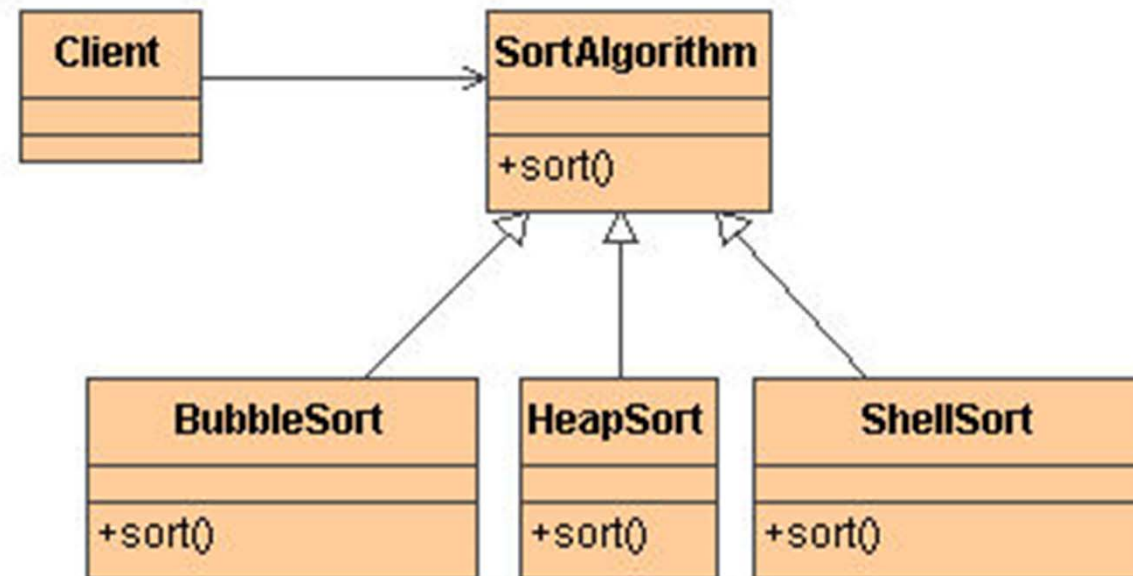 Client
SortAlgorithm
+sort()
BubbleSort
HeapSort
ShellSort
+sort()
+sort()
+sort()